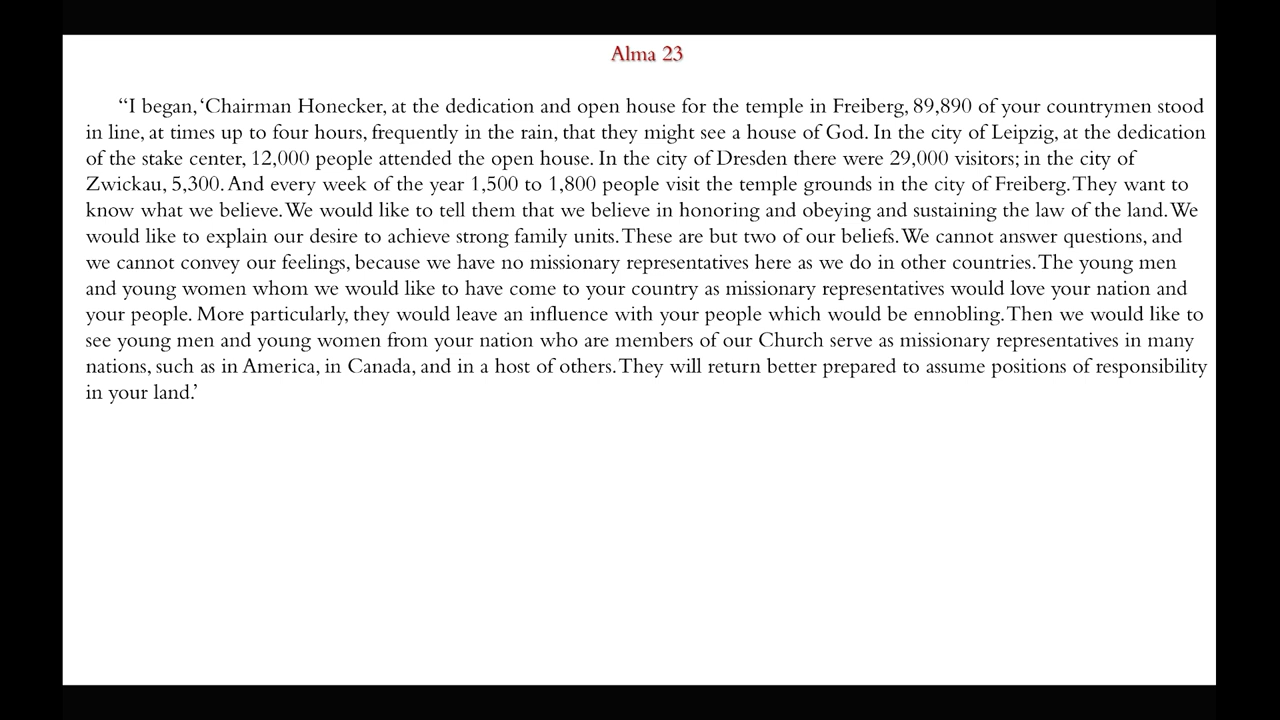 Alma 23
“I began, ‘Chairman Honecker, at the dedication and open house for the temple in Freiberg, 89,890 of your countrymen stood
in line, at times up to four hours, frequently in the rain, that they might see a house of God. In the city of Leipzig, at the dedication
of the stake center, 12,000 people attended the open house. In the city of Dresden there were 29,000 visitors; in the city of
Zwickau, 5,300. And every week of the year 1,500 to 1,800 people visit the temple grounds in the city of Freiberg. They want to
know what we believe. We would like to tell them that we believe in honoring and obeying and sustaining the law of the land. We
would like to explain our desire to achieve strong family units. These are but two of our beliefs. We cannot answer questions, and
we cannot convey our feelings, because we have no missionary representatives here as we do in other countries. The young men
and young women whom we would like to have come to your country as missionary representatives would love your nation and
your people. More particularly, they would leave an influence with your people which would be ennobling. Then we would like to
see young men and young women from your nation who are members of our Church serve as missionary representatives in many
nations, such as in America, in Canada, and in a host of others. They will return better prepared to assume positions of responsibility
in your land.’